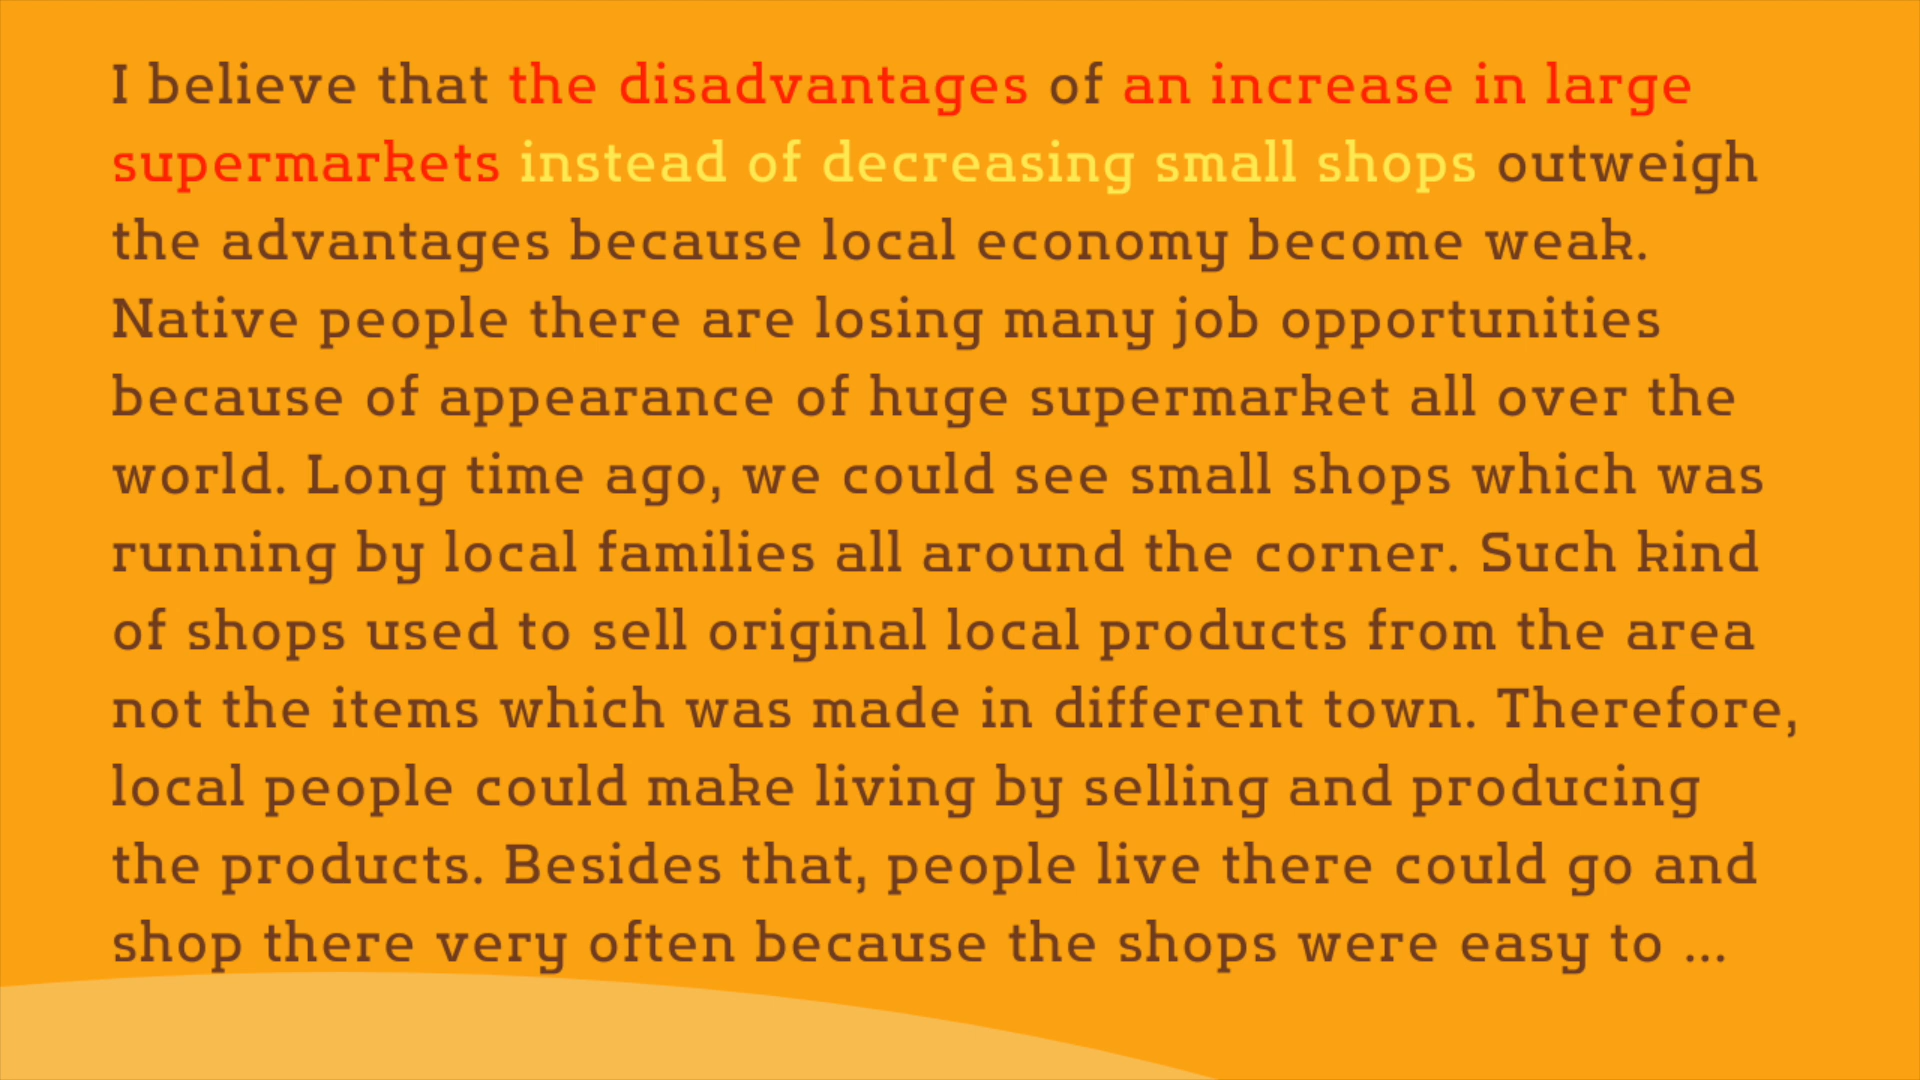 I believe that the disadvantages of an increase in large
supermarkets instead of decreasing small shops outweigh
the advantages because local economy become weak.
Native people there are losing many job opportunities
because of appearance of huge supermarket all over the
world. Long time ago, we could see small shops which was
running by local families all around the corner. Such kind
of shops used to sell original local products from the area
not the items which was made in different town. Therefore,
local people could make living by selling and producing
the products. Besides that, people live there could go and
shop there very often because the shops were easy to ...